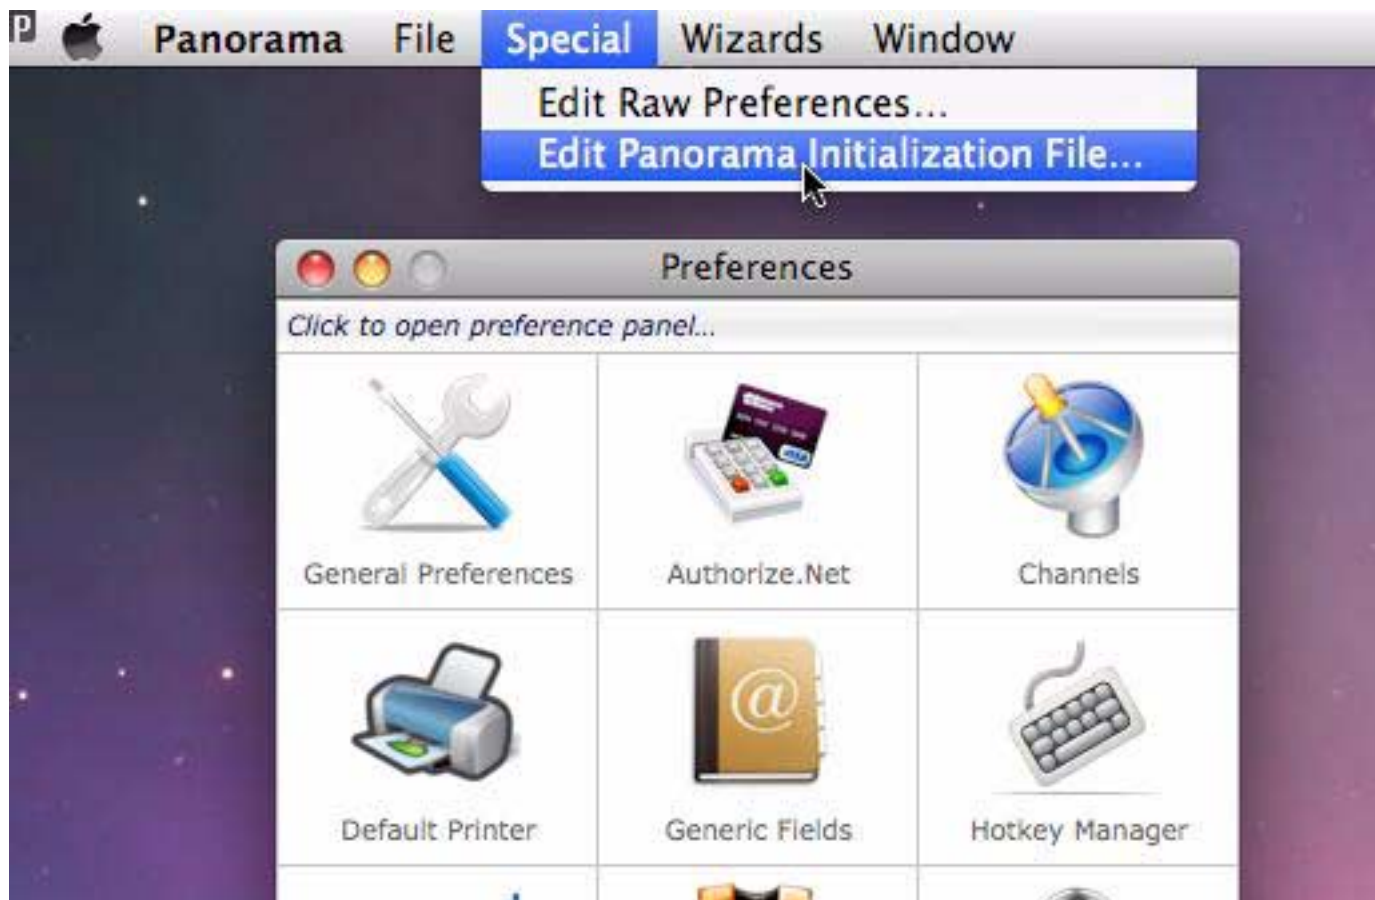 Panorama File Special Wizards Window
Edit Raw Preferences...
Edit Panorama Initialization File...
Preferences
Click to open preference panel...
General Preferences
Authorize.Net
Channels
Default Printer
Generic Fields
Hotkey Manager